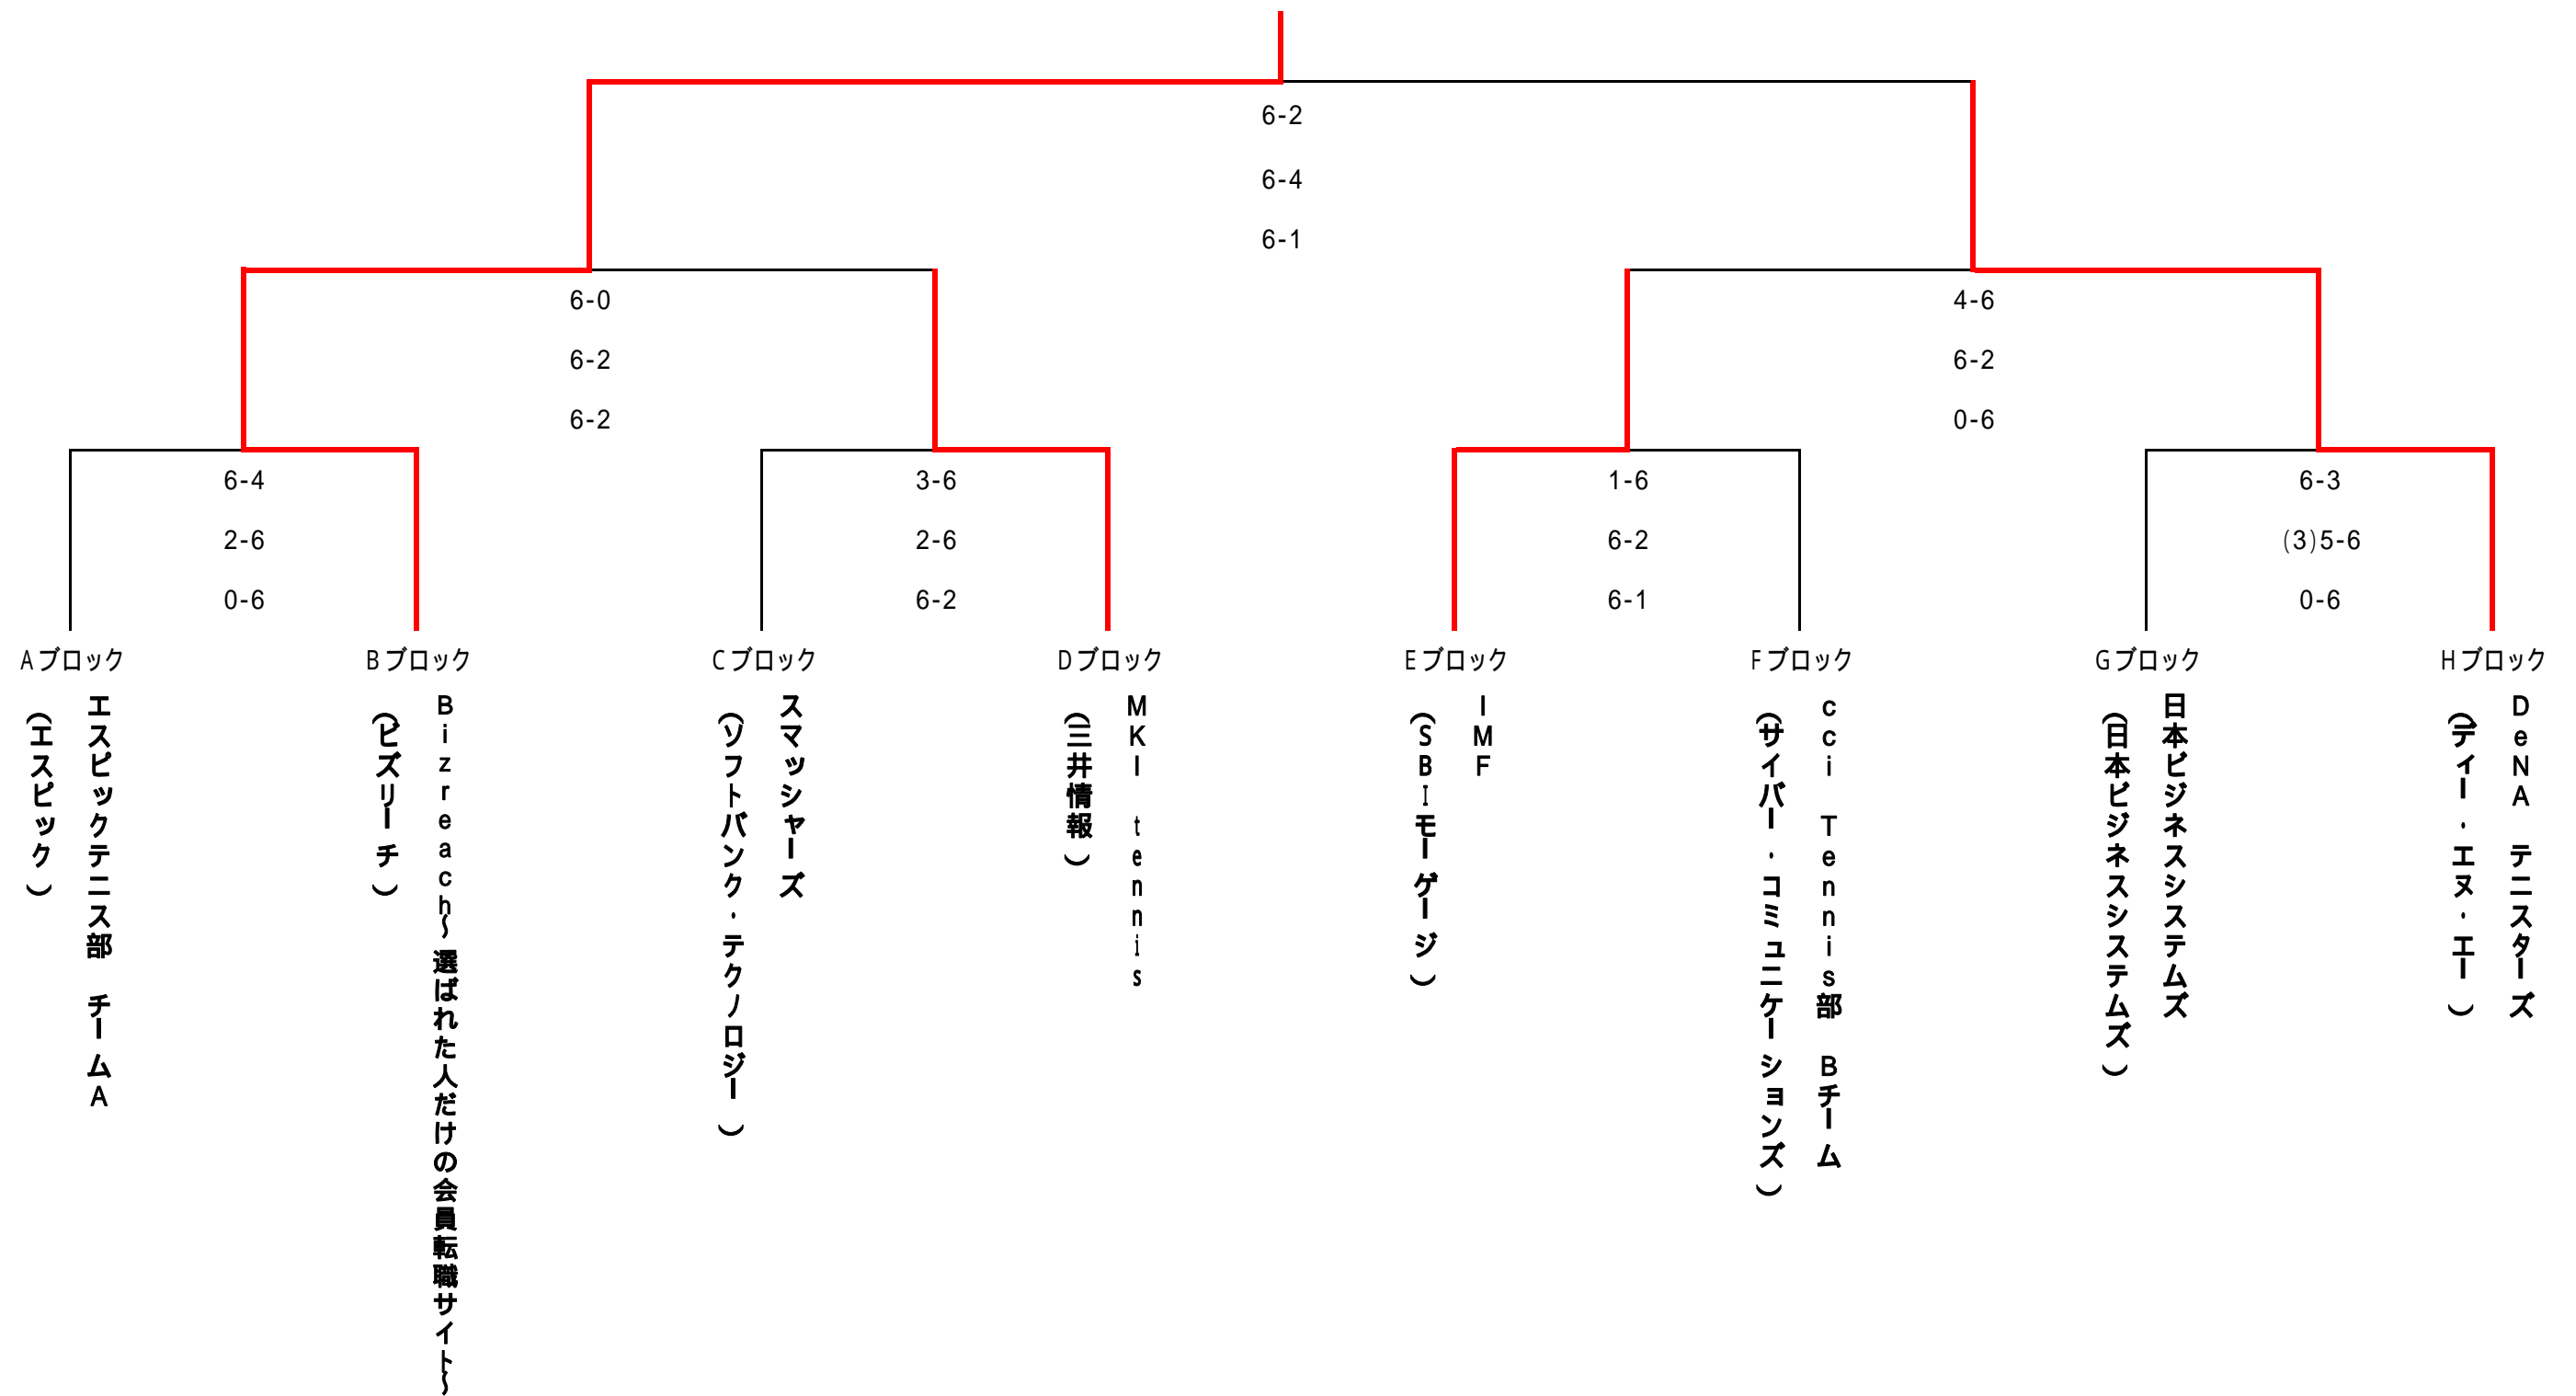 6-2
6-4
6-1
6-0
6-2
6-2
4-6
6-2
0-6
6-4
2-6
0-6
3-6
2-6
6-2
1-6
6-2
6-1
6-3
(3)5-6
0-6
Aブロック
エスピックテニス部 チームA
(エスピック)
Bブロック
Bizreach~選ばれた人だけの会員転職サイト~
(ビズリーチ)
Cブロック
スマッシャーズ
(ソフトバンク・テクノロジー)
Dブロック
MKI tennis
(三井情報)
Eブロック
IMF
(SBIモーゲージ)
Fブロック
cci Tennis部 Bチーム
(サイバー・コミュニケーションズ)
Gブロック
日本ビジネスシステムズ
(日本ビジネスシステムズ)
Hブロック
DeNA テニスターズ
(ディー・エヌ・エー)